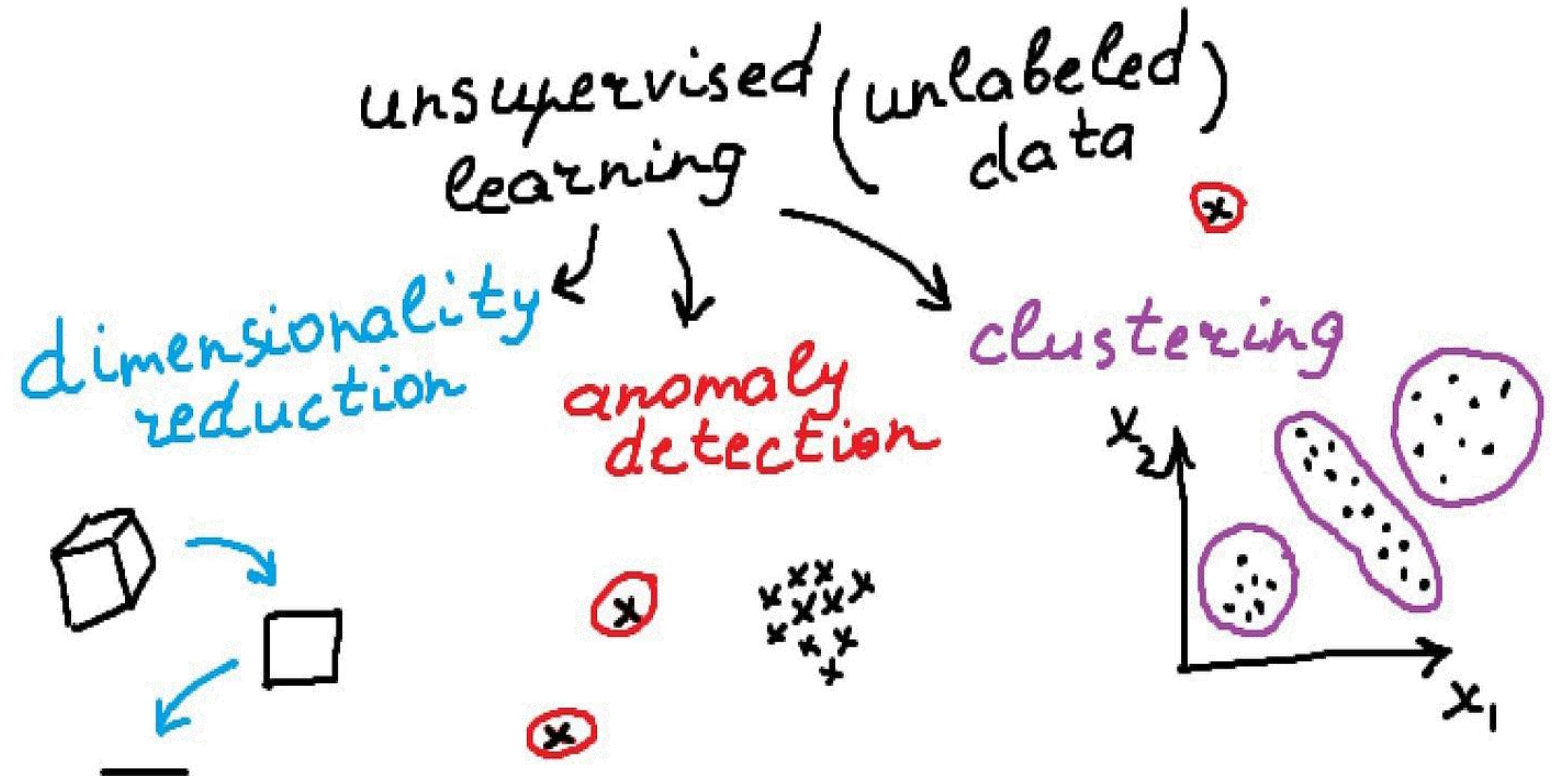 unsupervised (unlabeled)
learning data
dimensionality
reduction
anomaly
detection
clustering
x
x₂
x₁
x
x x x x
x x x
x x x
x
x